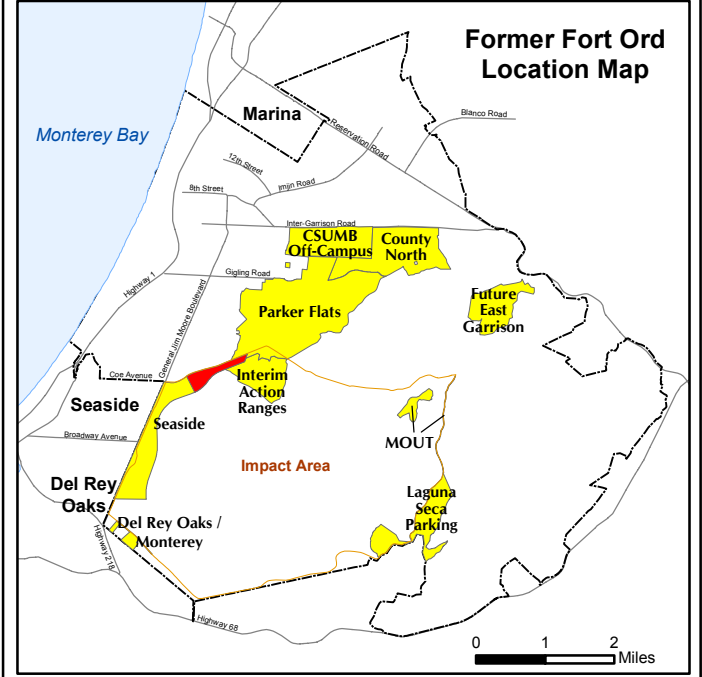 Former Fort Ord
Location Map
Marina
Blanco Road
Reservation Road
Monterey Bay
12th Street
Imjin Road
8th Street
Inter-Garrison Road
CSUMB
Off-Campus
County
North
Gigling Road
Highway 1
General Jim Moore Boulevard
Parker Flats
Future
East
Garrison
Coe Avenue
Interim
Action
Ranges
Seaside
Seaside
MOUT
Broadway Avenue
Impact Area
Del Rey
Oaks
Laguna
Seca
Parking
Del Rey Oaks /
Monterey
Highway 218
Highway 68
0 1 2
Miles